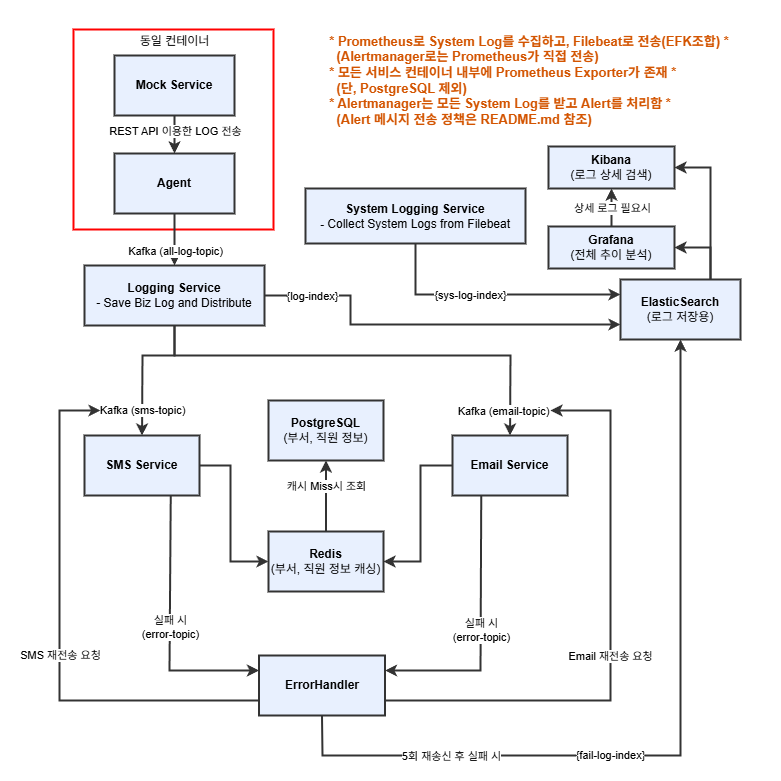 동일 컨테이너
Mock Service
REST API 이용한 LOG 전송
Agent
Kafka (all-log-topic)
* Prometheus로 System Log를 수집하고, Filebeat로 전송(EFK조합) *
(Alertmanager로는 Prometheus가 직접 전송)
* 모든 서비스 컨테이너 내부에 Prometheus Exporter가 존재 *
(단, PostgreSQL 제외)
* Alertmanager는 모든 System Log를 받고 Alert를 처리함 *
(Alert 메시지 전송 정책은 README.md 참조)
Kibana
(로그 상세 검색)
상세 로그 필요시
Grafana
(전체 추이 분석)
System Logging Service
- Collect System Logs from Filebeat
Logging Service
- Save Biz Log and Distribute
{log-index}
{sys-log-index}
ElasticSearch
(로그 저장용)
Kafka (sms-topic)
Kafka (email-topic)
PostgreSQL
(부서, 직원 정보)
SMS Service
Email Service
캐시 Miss시 조회
Redis
(부서, 직원 정보 캐싱)
실패 시
(error-topic)
실패 시
(error-topic)
SMS 재전송 요청
Email 재전송 요청
ErrorHandler
5회 재송신 후 실패 시
{fail-log-index}